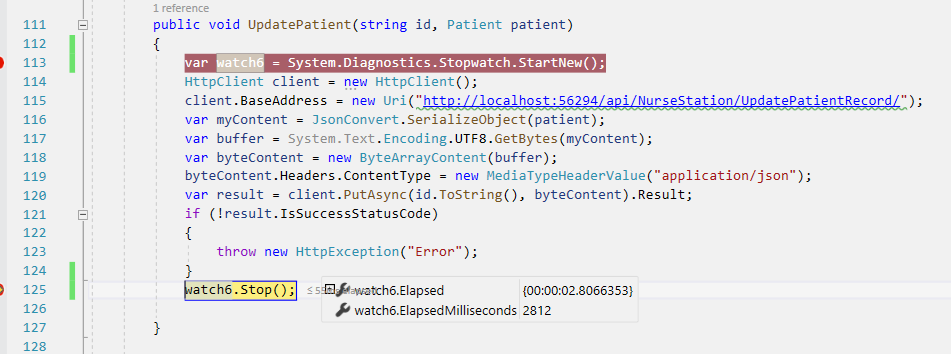 1 reference
111 public void UpdatePatient(string id, Patient patient)
112 {
113 var watch6 = System.Diagnostics.Stopwatch.StartNew();
114 HttpClient client = new HttpClient();
115 client.BaseAddress = new Uri("http://localhost:56294/api/NurseStation/UpdatePatientRecord/");
116 var myContent = JsonConvert.SerializeObject(patient);
117 var buffer = System.Text.Encoding.UTF8.GetBytes(myContent);
118 var byteContent = new ByteArrayContent(buffer);
119 byteContent.Headers.ContentType = new MediaTypeHeaderValue("application/json");
120 var result = client.PutAsync(id.ToString(), byteContent).Result;
121 if (!result.IsSuccessStatusCode)
122 {
123 throw new HttpException("Error");
124 }
125 watch6.Stop(); watch6.Elapsed {00:00:02.8066353}
126 watch6.ElapsedMilliseconds 2812
127 }
128